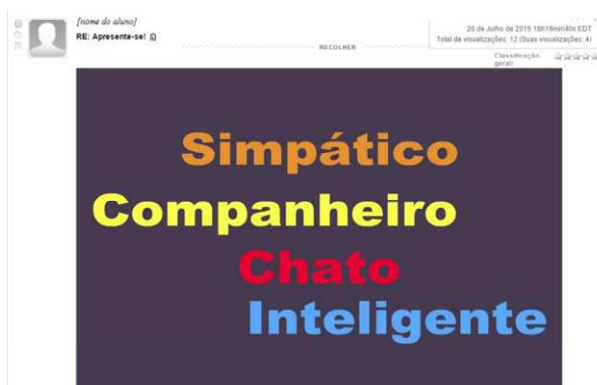 [nome do aluno]
RE: Apresente-se!
20 de Julho de 2015 18h19min40s EDT
Total de visualizações: 12 (Suas visualizações: 4)
RECOLHER
Classificação
geral:
Simpático
Companheiro
Chato
Inteligente